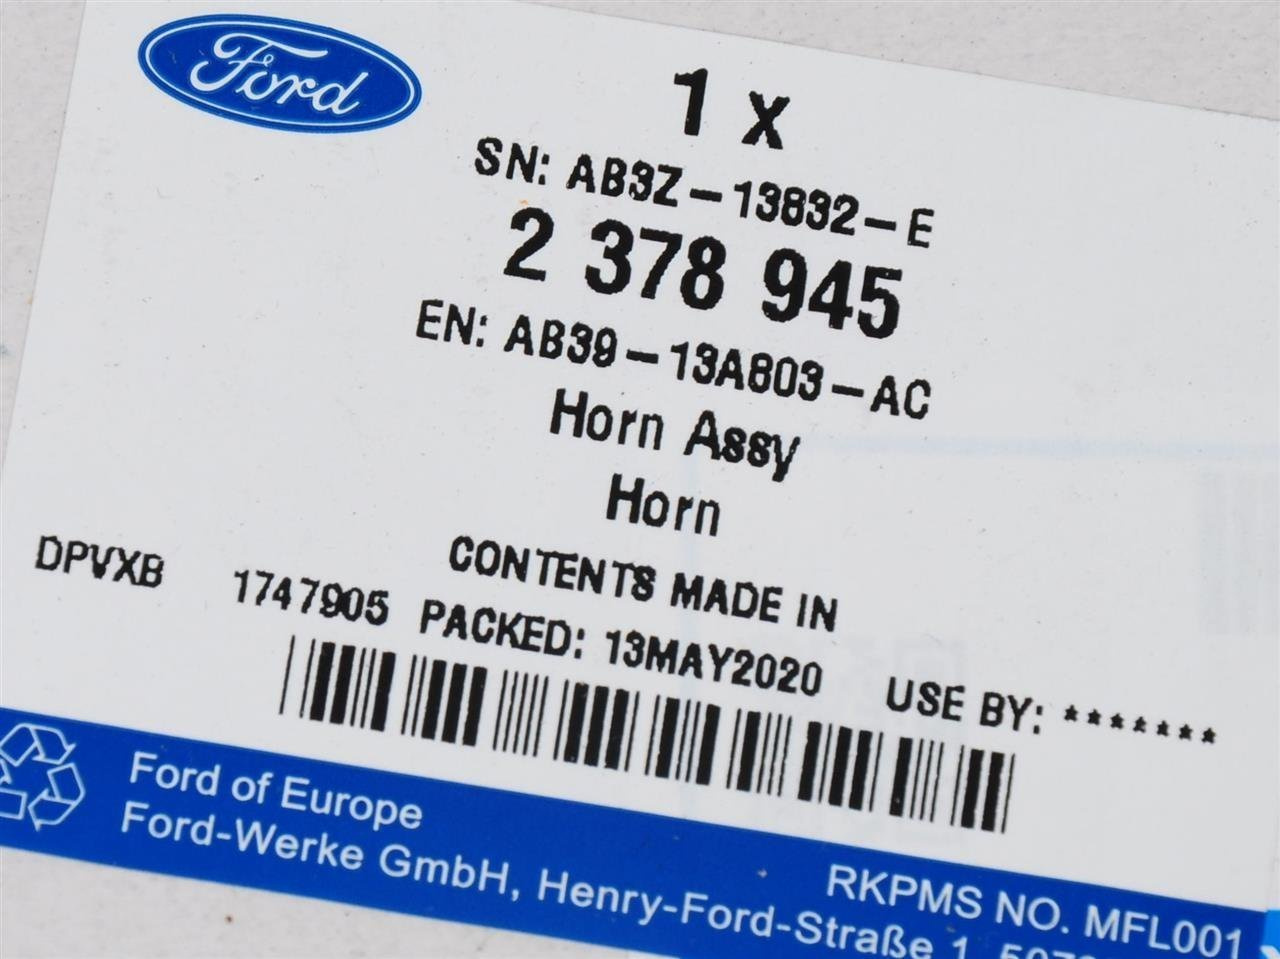 Ford
1 x
SN: AB3Z-13832-E
2 378 945
EN: AB39-13A803-AC
Horn Assy
Horn
CONTENTS MADE IN
DPVXB 1747905 PACKED: 13MAY2020 USE BY: *******
Ford of Europe
Ford-Werke GmbH, Henry-Ford-Straße 1,
RKPMS NO. MFL001